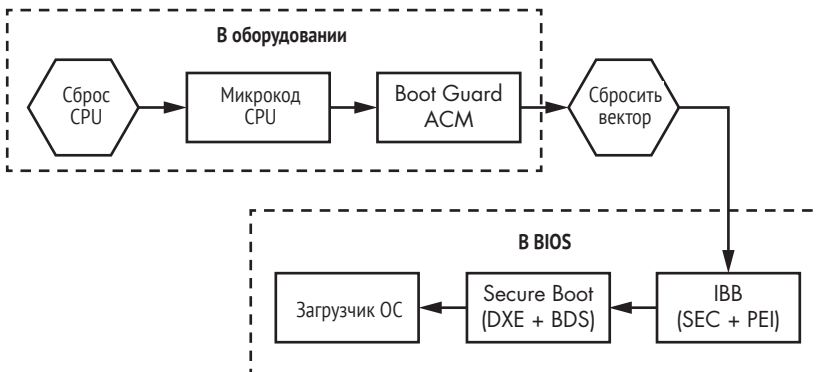 В оборудовании
Сброс
CPU
Микрокод
CPU
Boot Guard
ACM
Сбросить
вектор
В BIOS
Загрузчик ОС
Secure Boot
(DXE + BDS)
IBB
(SEC + PEI)